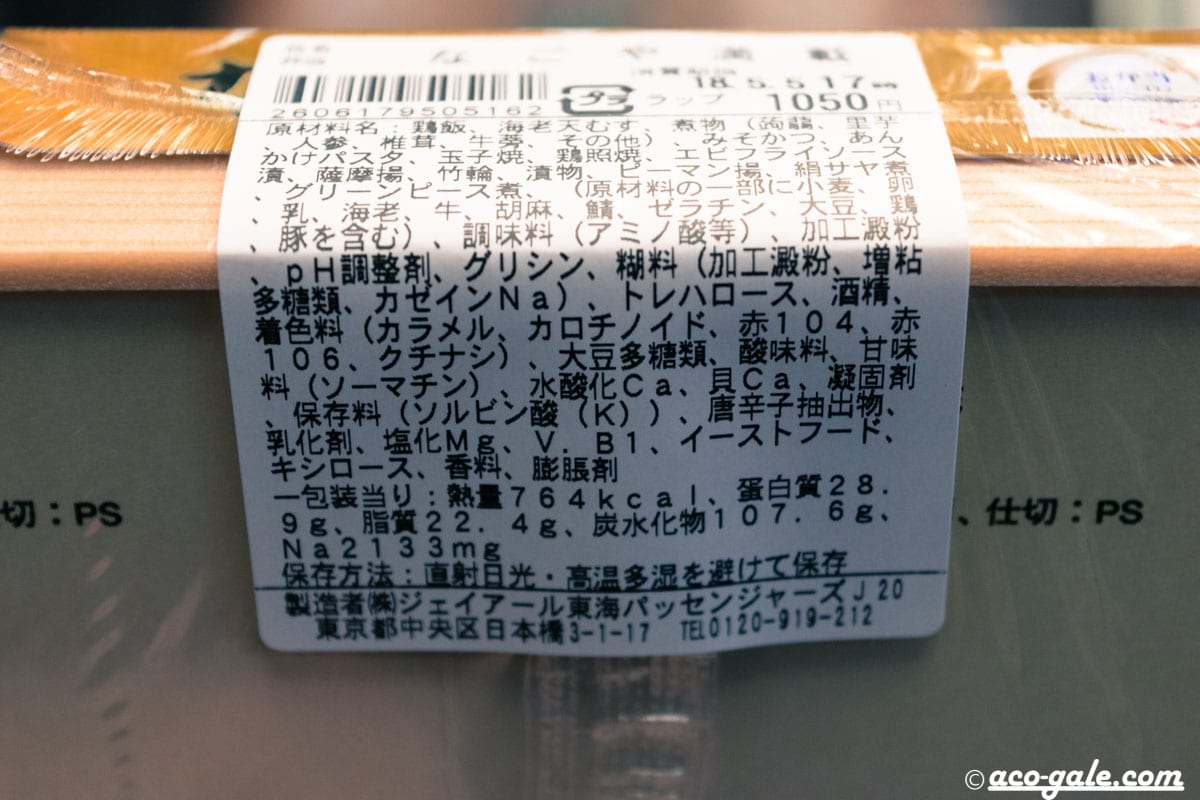 なごや満載
消費期限
18. 5. 5. 17時
2606179505162
プラ
ラップ
1050円
原材料名：鶏飯、海老天むす、煮物（蒟蒻、里芋
、人参、椎茸、牛蒡、その他）、みそかつ、あん
かけパスタ、玉子焼、鶏照焼、エビフライソース
漬、薩摩揚、竹輪、漬物、ピーマン揚、絹サヤ煮
、グリーンピース煮、（原材料の一部に小麦、卵
、乳、海老、牛、胡麻、鯖、ゼラチン、大豆、鶏
、豚を含む）、調味料（アミノ酸等）、加工澱粉
、ｐＨ調整剤、グリシン、糊料（加工澱粉、増粘
多糖類、カゼインＮａ）、トレハロース、酒精、
着色料（カラメル、カロチノイド、赤１０４、赤
１０６、クチナシ）、大豆多糖類、酸味料、甘味
料（ソーマチン）、水酸化Ｃａ、貝Ｃａ、凝固剤
、保存料（ソルビン酸（Ｋ））、唐辛子抽出物、
乳化剤、塩化Ｍｇ、Ｖ．Ｂ１、イーストフード、
キシロース、香料、膨脹剤
一包装当り：熱量７６４ｋｃａｌ、蛋白質２８．
９ｇ、脂質２２．４ｇ、炭水化物１０７．６ｇ、
Ｎａ２１３３ｍｇ
保存方法：直射日光・高温多湿を避けて保存
製造者㈱ジェイアール東海パッセンジャーズJ 20
東京都中央区日本橋3-1-17 TEL0120-919-212
切：PS
、仕切：PS
© aco-gale.com